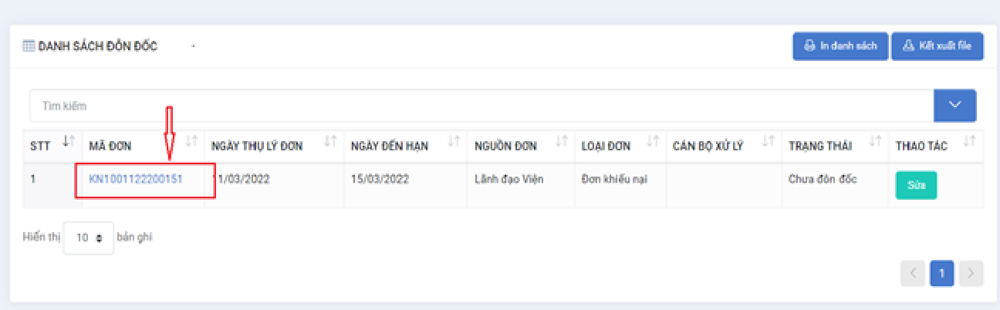 DANH SÁCH ĐÔN ĐỐC
In danh sách
Kết xuất file
Tìm kiếm
STT MÃ ĐƠN NGÀY THỤ LÝ ĐƠN NGÀY ĐẾN HẠN NGUỒN ĐƠN LOẠI ĐƠN CÁN BỘ XỬ LÝ TRẠNG THÁI THAO TÁC
1 KN1001122200151 11/03/2022 15/03/2022 Lãnh đạo Viện Đơn khiếu nại Chưa đôn đốc Sửa
Hiển thị 10 bản ghi
1